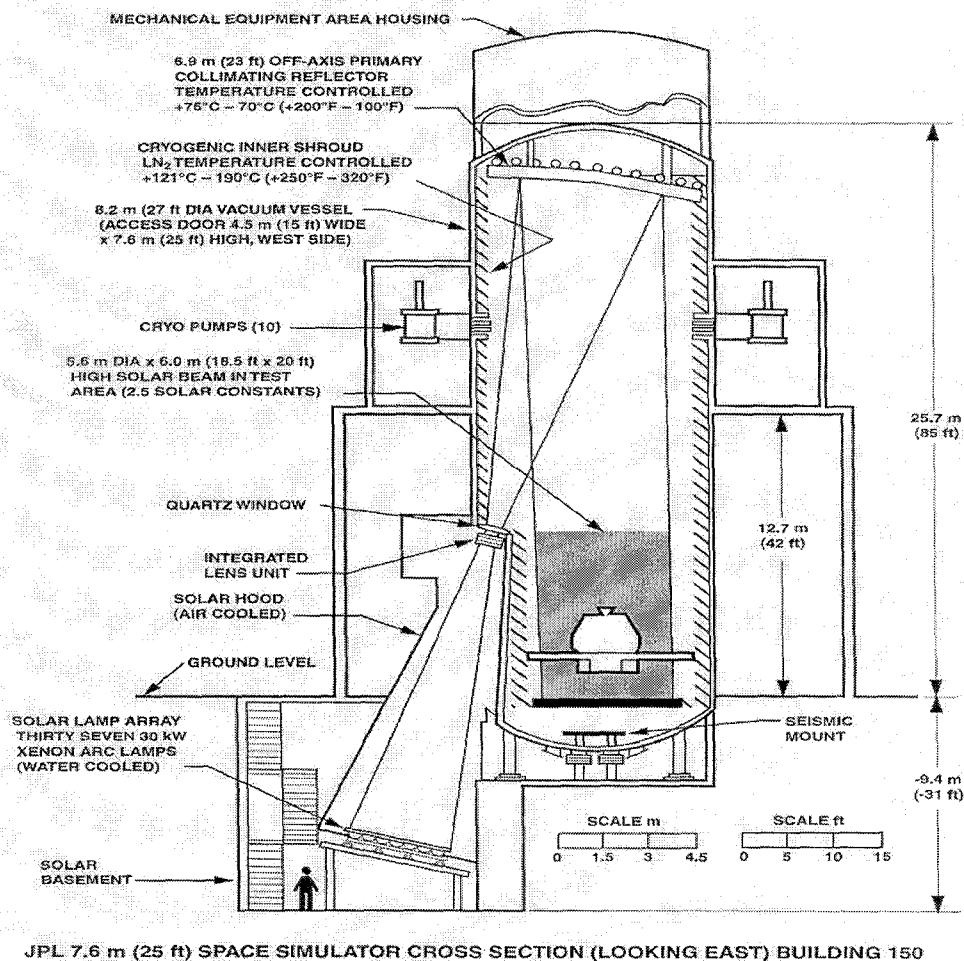 MECHANICAL EQUIPMENT AREA HOUSING
6.9 m (23 ft) OFF-AXIS PRIMARY
COLLIMATING REFLECTOR
TEMPERATURE CONTROLLED
+75°C – 70°C (+200°F – 100°F)
CRYOGENIC INNER SHROUD
LN₂ TEMPERATURE CONTROLLED
+121°C – 190°C (+250°F – 320°F)
8.2 m (27 ft DIA VACUUM VESSEL
(ACCESS DOOR 4.5 m (15 ft) WIDE
x 7.6 m (25 ft) HIGH, WEST SIDE)
CRYO PUMPS (10)
5.6 m DIA x 6.0 m (18.5 ft x 20 ft)
HIGH SOLAR BEAM IN TEST
AREA (2.5 SOLAR CONSTANTS)
25.7 m
(85 ft)
QUARTZ WINDOW
12.7 m
(42 ft)
INTEGRATED
LENS UNIT
SOLAR HOOD
(AIR COOLED)
GROUND LEVEL
SOLAR LAMP ARRAY
THIRTY SEVEN 30 kW
XENON ARC LAMPS
(WATER COOLED)
SEISMIC
MOUNT
-9.4 m
(-31 ft)
SCALE m
0 1.5 3 4.5
SCALE ft
0 5 10 15
SOLAR
BASEMENT
JPL 7.6 m (25 ft) SPACE SIMULATOR CROSS SECTION (LOOKING EAST) BUILDING 150